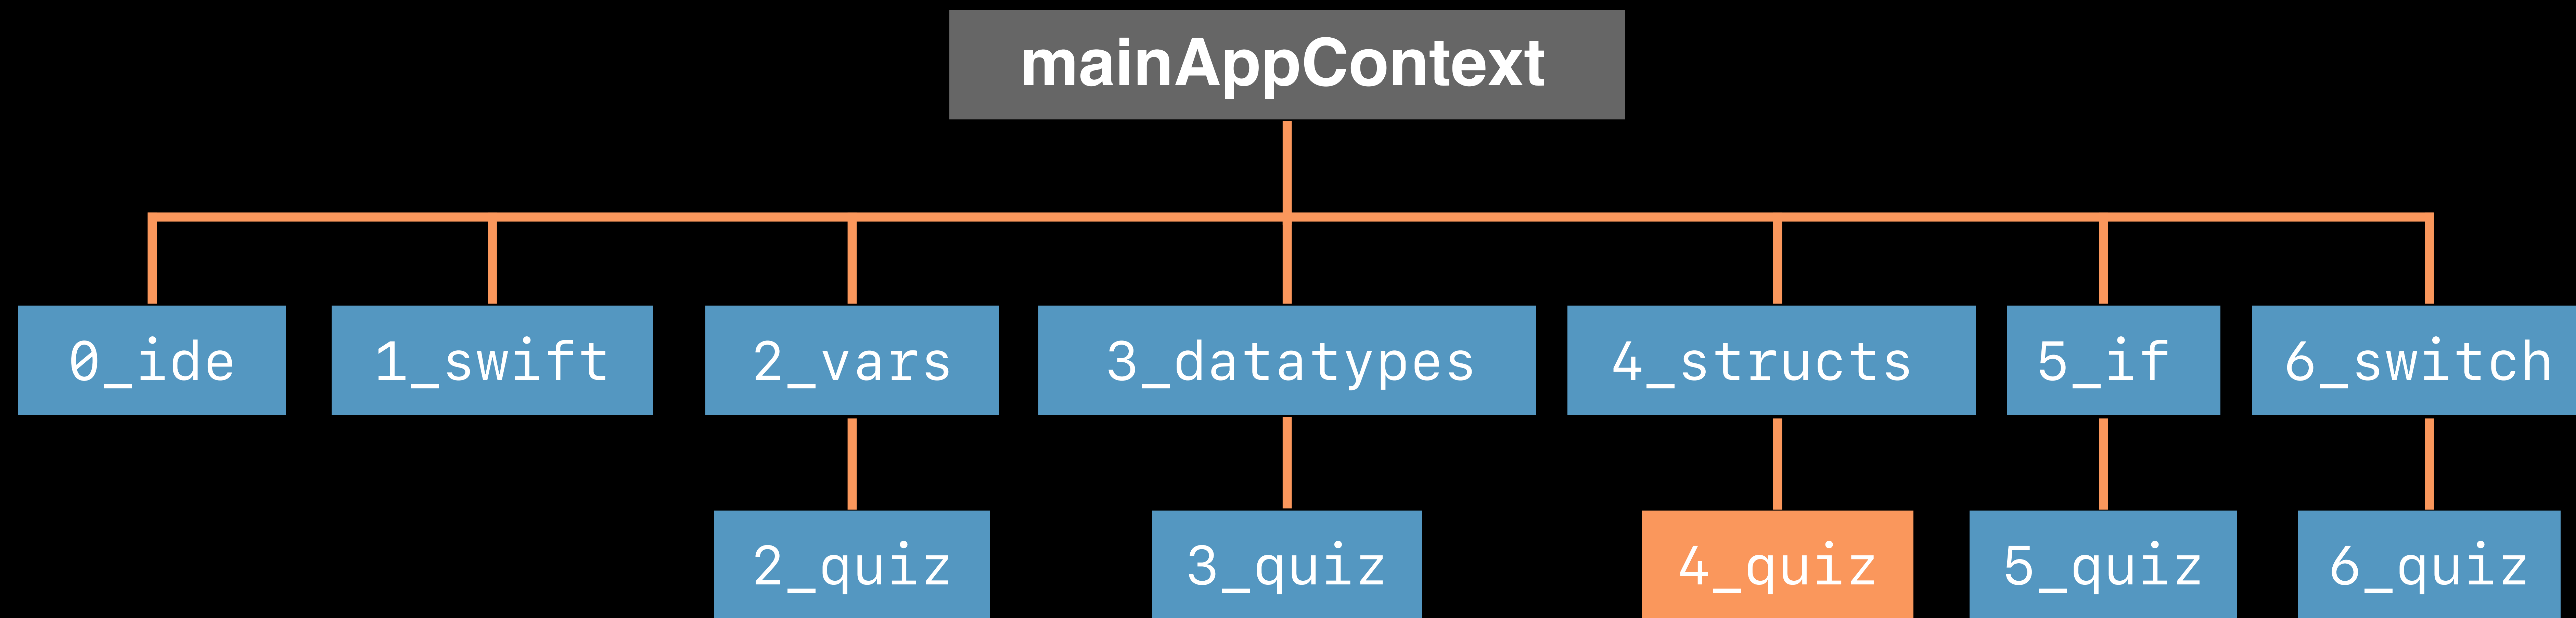 mainAppContext
0_ide
1_swift
2_vars
3_datatypes
4_structs
5_if
6_switch
2_quiz
3_quiz
4_quiz
5_quiz
6_quiz